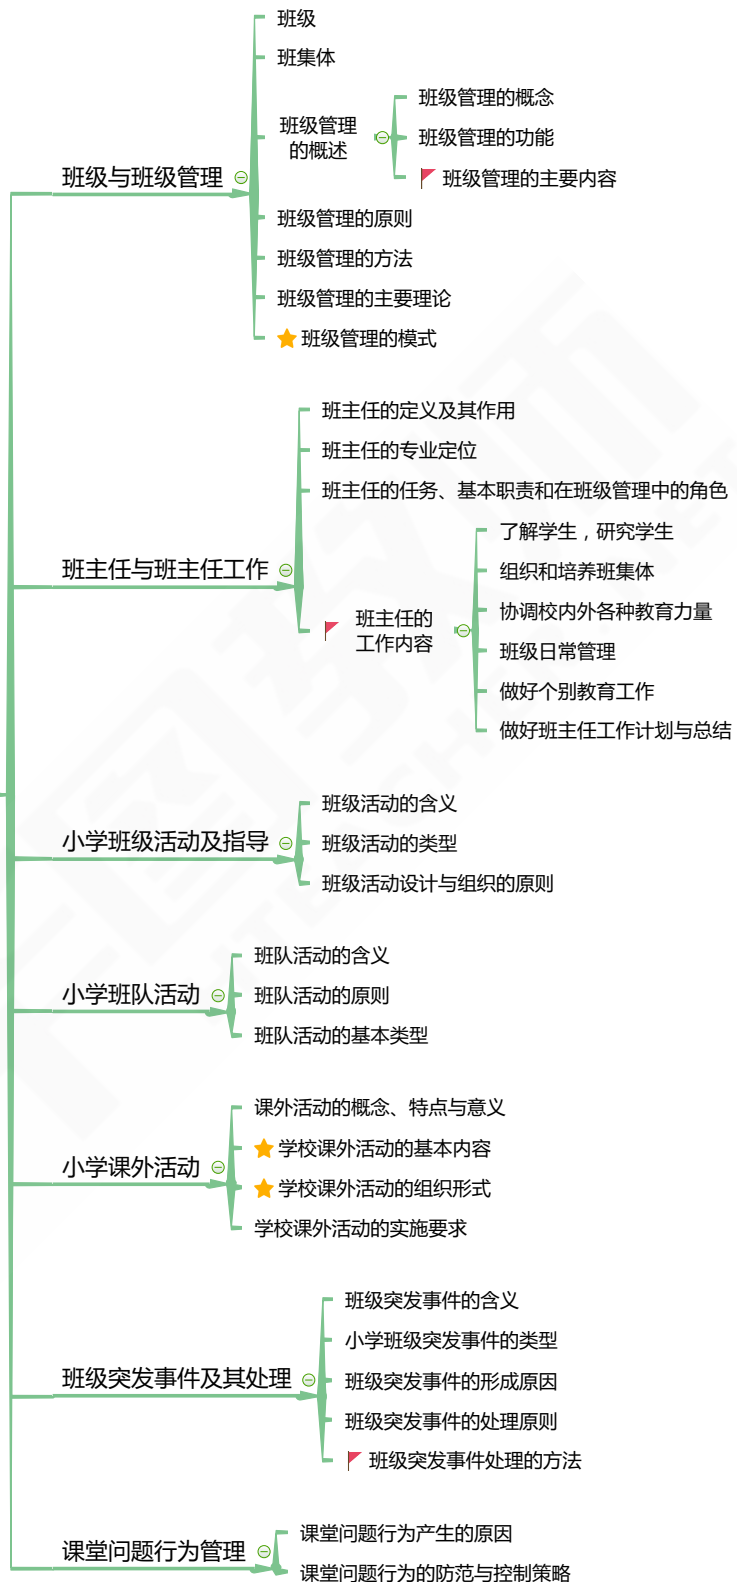 班级
班集体
班级管理的概念
班级管理
的概述
班级管理的功能
班级管理的主要内容
班级与班级管理
班级管理的原则
班级管理的方法
班级管理的主要理论
班级管理的模式
班主任的定义及其作用
班主任的专业定位
班主任的任务、基本职责和在班级管理中的角色
了解学生，研究学生
班主任与班主任工作
组织和培养班集体
协调校内外各种教育力量
班主任的
工作内容
班级日常管理
做好个别教育工作
做好班主任工作计划与总结
班级活动的含义
小学班级活动及指导
班级活动的类型
班级活动设计与组织的原则
班队活动的含义
小学班队活动
班队活动的原则
班队活动的基本类型
课外活动的概念、特点与意义
学校课外活动的基本内容
小学课外活动
学校课外活动的组织形式
学校课外活动的实施要求
班级突发事件的含义
小学班级突发事件的类型
班级突发事件及其处理
班级突发事件的形成原因
班级突发事件的处理原则
班级突发事件处理的方法
课堂问题行为产生的原因
课堂问题行为管理
课堂问题行为的防范与控制策略